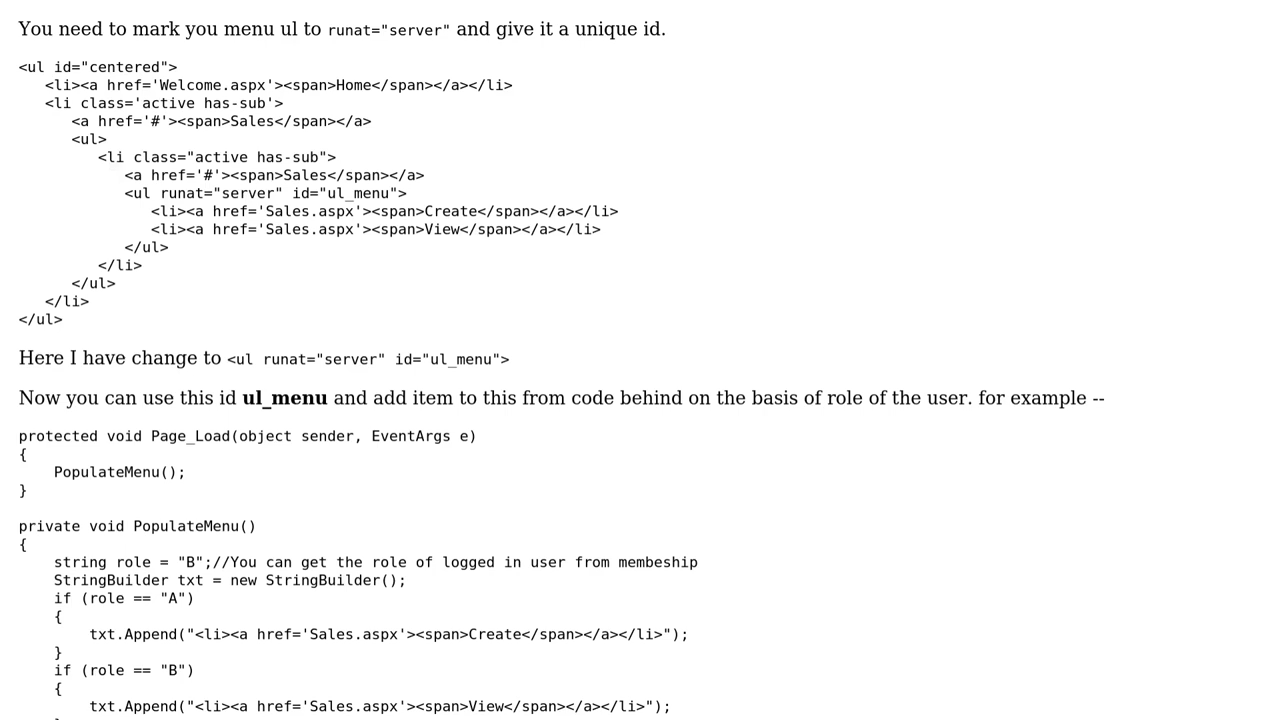 You need to mark you menu ul to runat="server" and give it a unique id.
<ul id="centered">
   <li><a href='Welcome.aspx'><span>Home</span></a></li>
   <li class='active has-sub'>
      <a href='#'><span>Sales</span></a>
      <ul>
         <li class="active has-sub">
            <a href='#'><span>Sales</span></a>
            <ul runat="server" id="ul_menu">
               <li><a href='Sales.aspx'><span>Create</span></a></li>
               <li><a href='Sales.aspx'><span>View</span></a></li>
            </ul>
         </li>
      </ul>
   </li>
</ul>
Here I have change to <ul runat="server" id="ul_menu">
Now you can use this id ul_menu and add item to this from code behind on the basis of role of the user. for example --
protected void Page_Load(object sender, EventArgs e)
{
    PopulateMenu();
}
private void PopulateMenu()
{
    string role = "B";//You can get the role of logged in user from membeship
    StringBuilder txt = new StringBuilder();
    if (role == "A")
    {
        txt.Append("<li><a href='Sales.aspx'><span>Create</span></a></li>");
    }
    if (role == "B")
    {
        txt.Append("<li><a href='Sales.aspx'><span>View</span></a></li>");